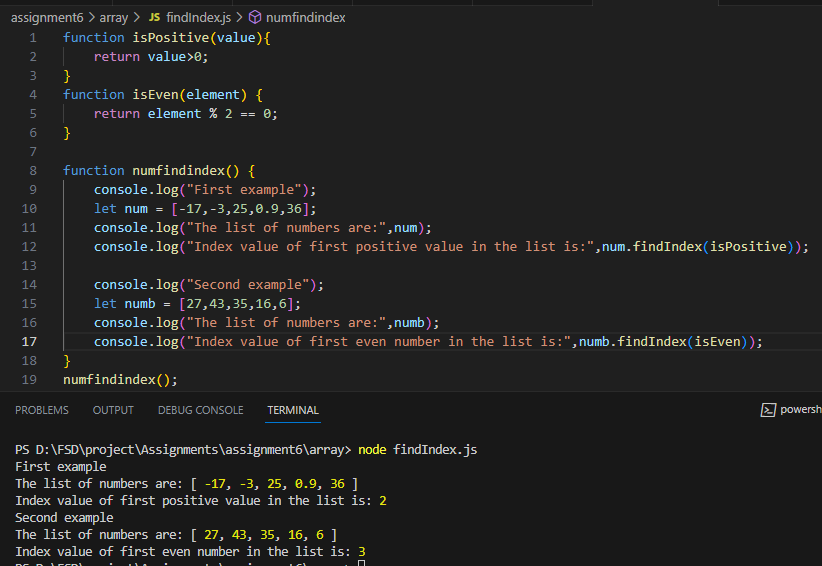 assignment6 > array > JS findIndex.js > numfindindex
1 function isPositive(value){
2 return value>0;
3 }
4 function isEven(element) {
5 return element % 2 == 0;
6 }
7
8 function numfindindex() {
9 console.log("First example");
10 let num = [-17,-3,25,0.9,36];
11 console.log("The list of numbers are:",num);
12 console.log("Index value of first positive value in the list is:",num.findIndex(isPositive));
13
14 console.log("Second example");
15 let numb = [27,43,35,16,6];
16 console.log("The list of numbers are:",numb);
17 console.log("Index value of first even number in the list is:",numb.findIndex(isEven));
18 }
19 numfindindex();
PROBLEMS OUTPUT DEBUG CONSOLE TERMINAL powersh
PS D:\FSD\project\Assignments\assignment6\array> node findIndex.js
First example
The list of numbers are: [ -17, -3, 25, 0.9, 36 ]
Index value of first positive value in the list is: 2
Second example
The list of numbers are: [ 27, 43, 35, 16, 6 ]
Index value of first even number in the list is: 3